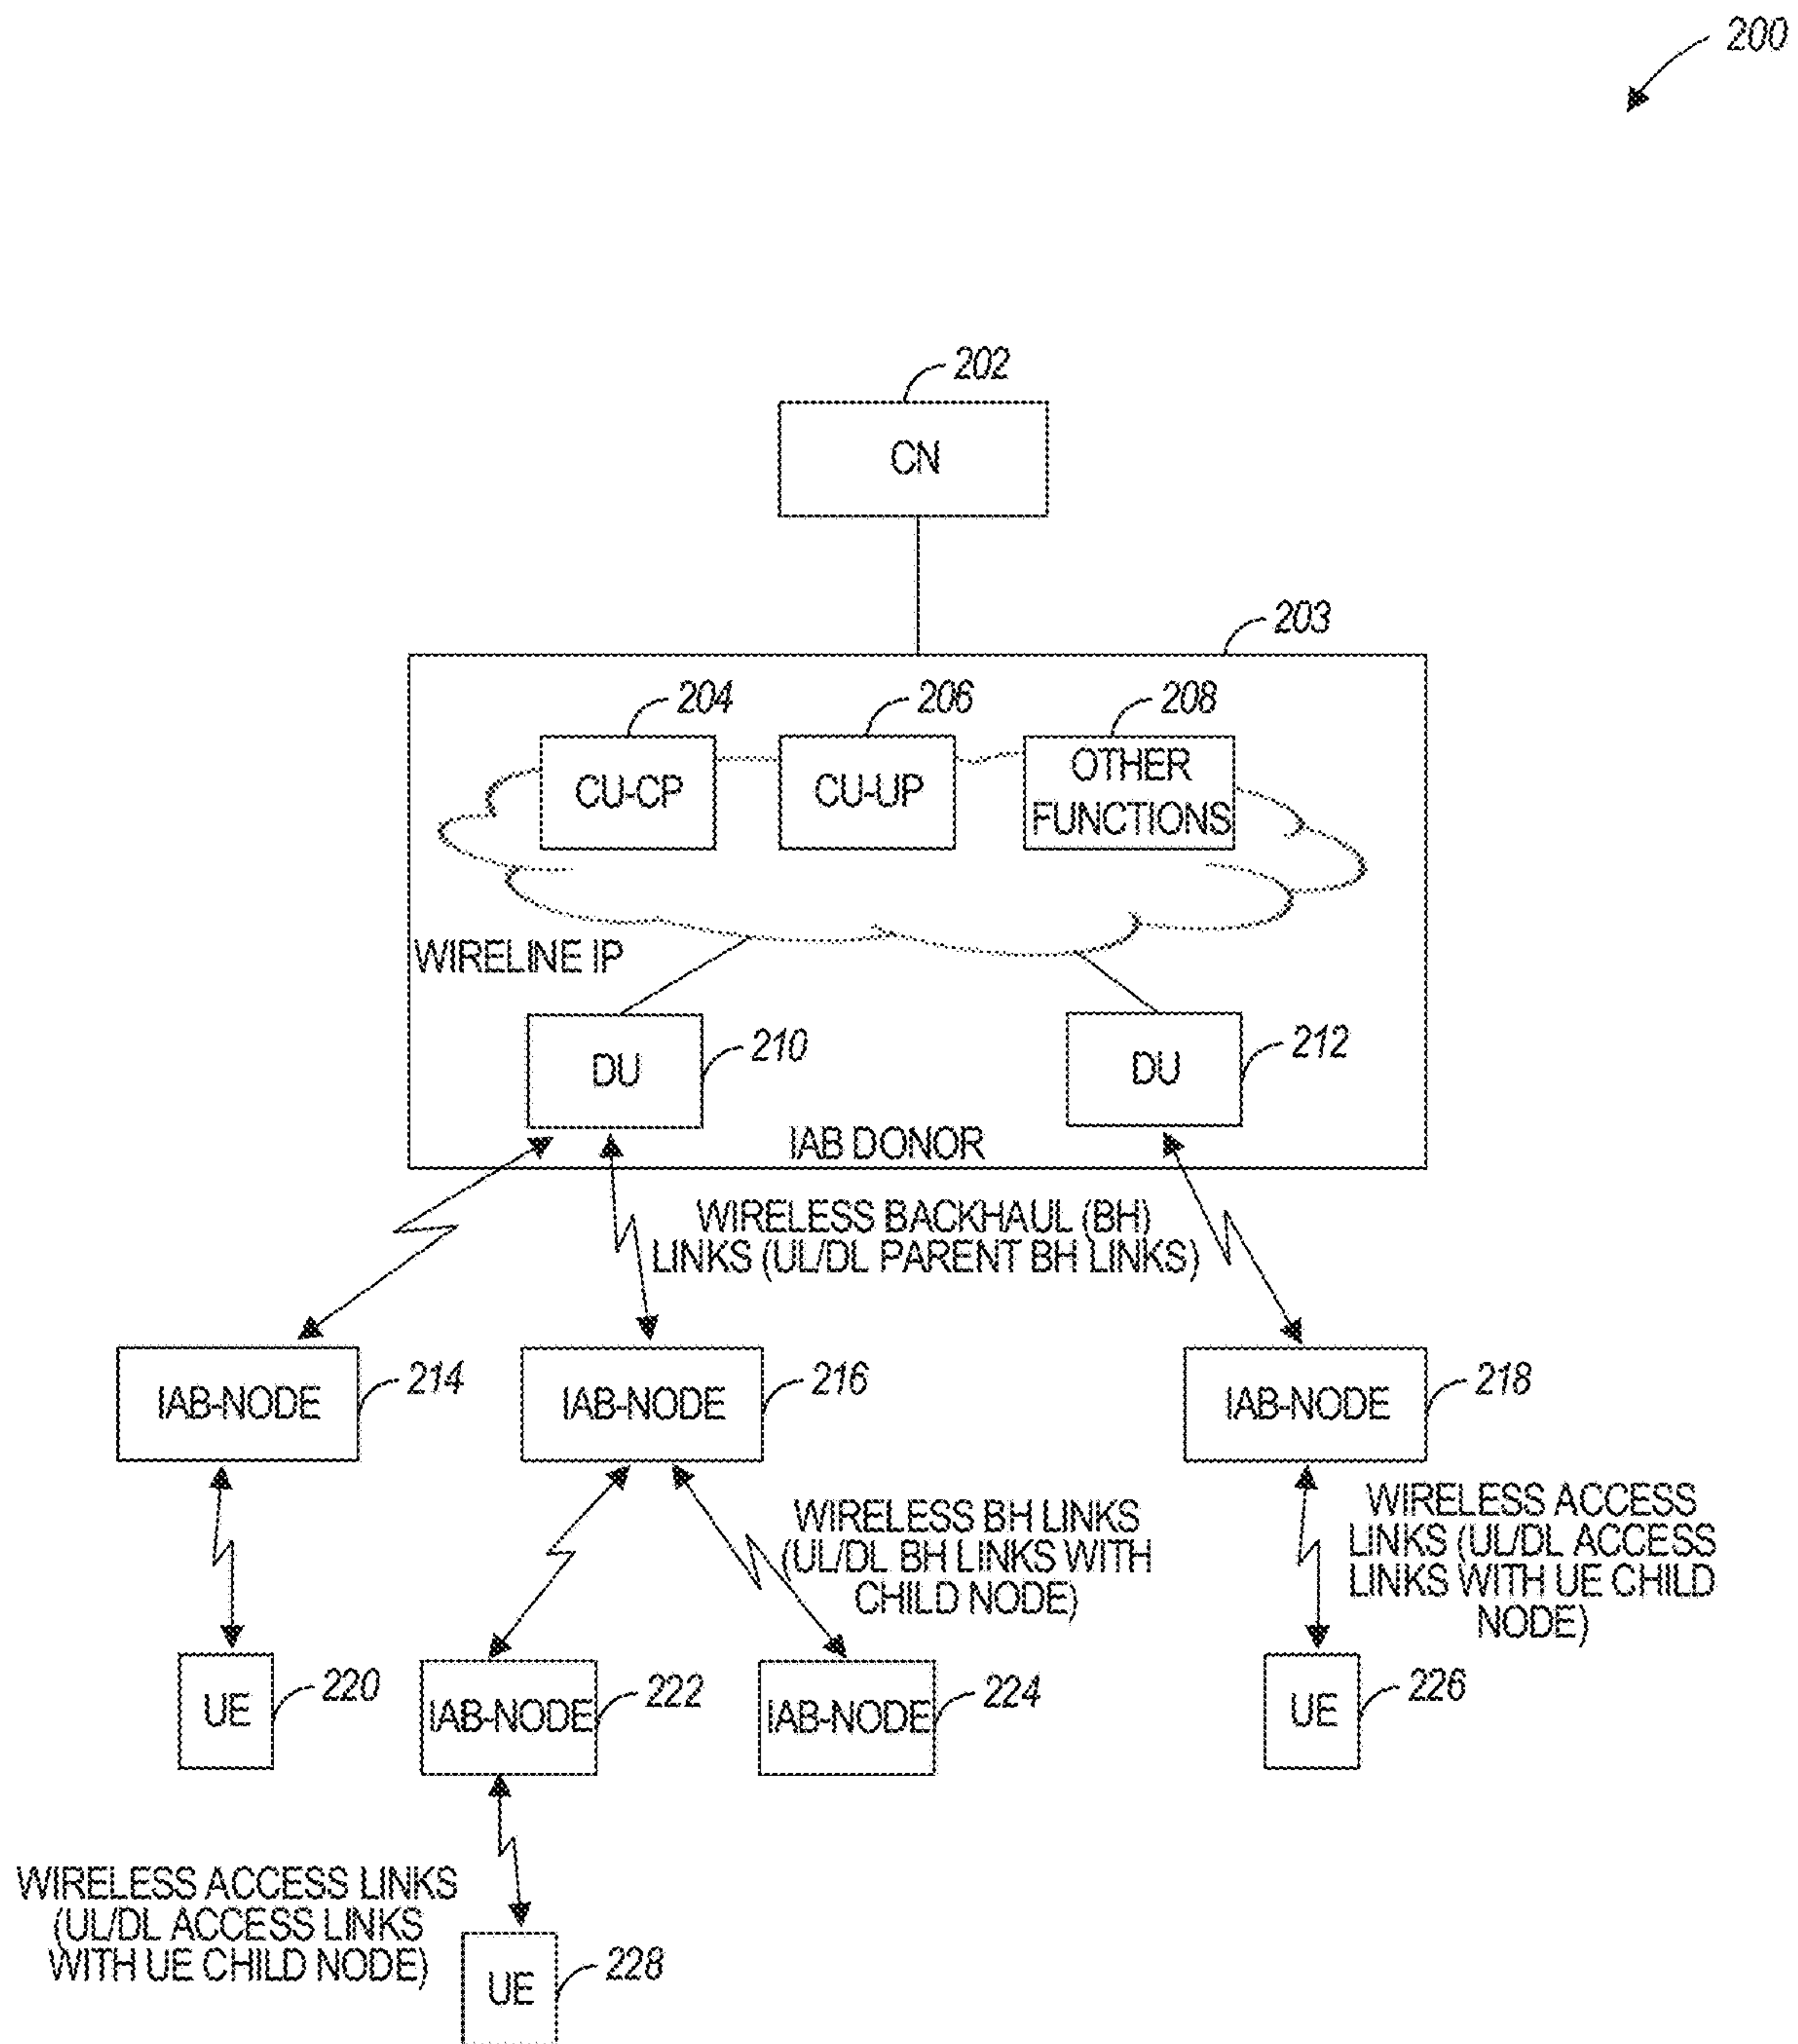 200
202
CN
203
204
206
208
CU-CP
CU-UP
OTHER
FUNCTIONS
WIRELINE IP
DU
210
DU
212
IAB DONOR
WIRELESS BACKHAUL (BH)
LINKS (UL/DL PARENT BH LINKS)
IAB-NODE
214
IAB-NODE
216
IAB-NODE
218
WIRELESS BH LINKS
(UL/DL BH LINKS WITH
CHILD NODE)
WIRELESS ACCESS
LINKS (UL/DL ACCESS
LINKS WITH UE CHILD
NODE)
UE
220
IAB-NODE
222
IAB-NODE
224
UE
226
WIRELESS ACCESS LINKS
(UL/DL ACCESS LINKS
WITH UE CHILD NODE)
UE
228